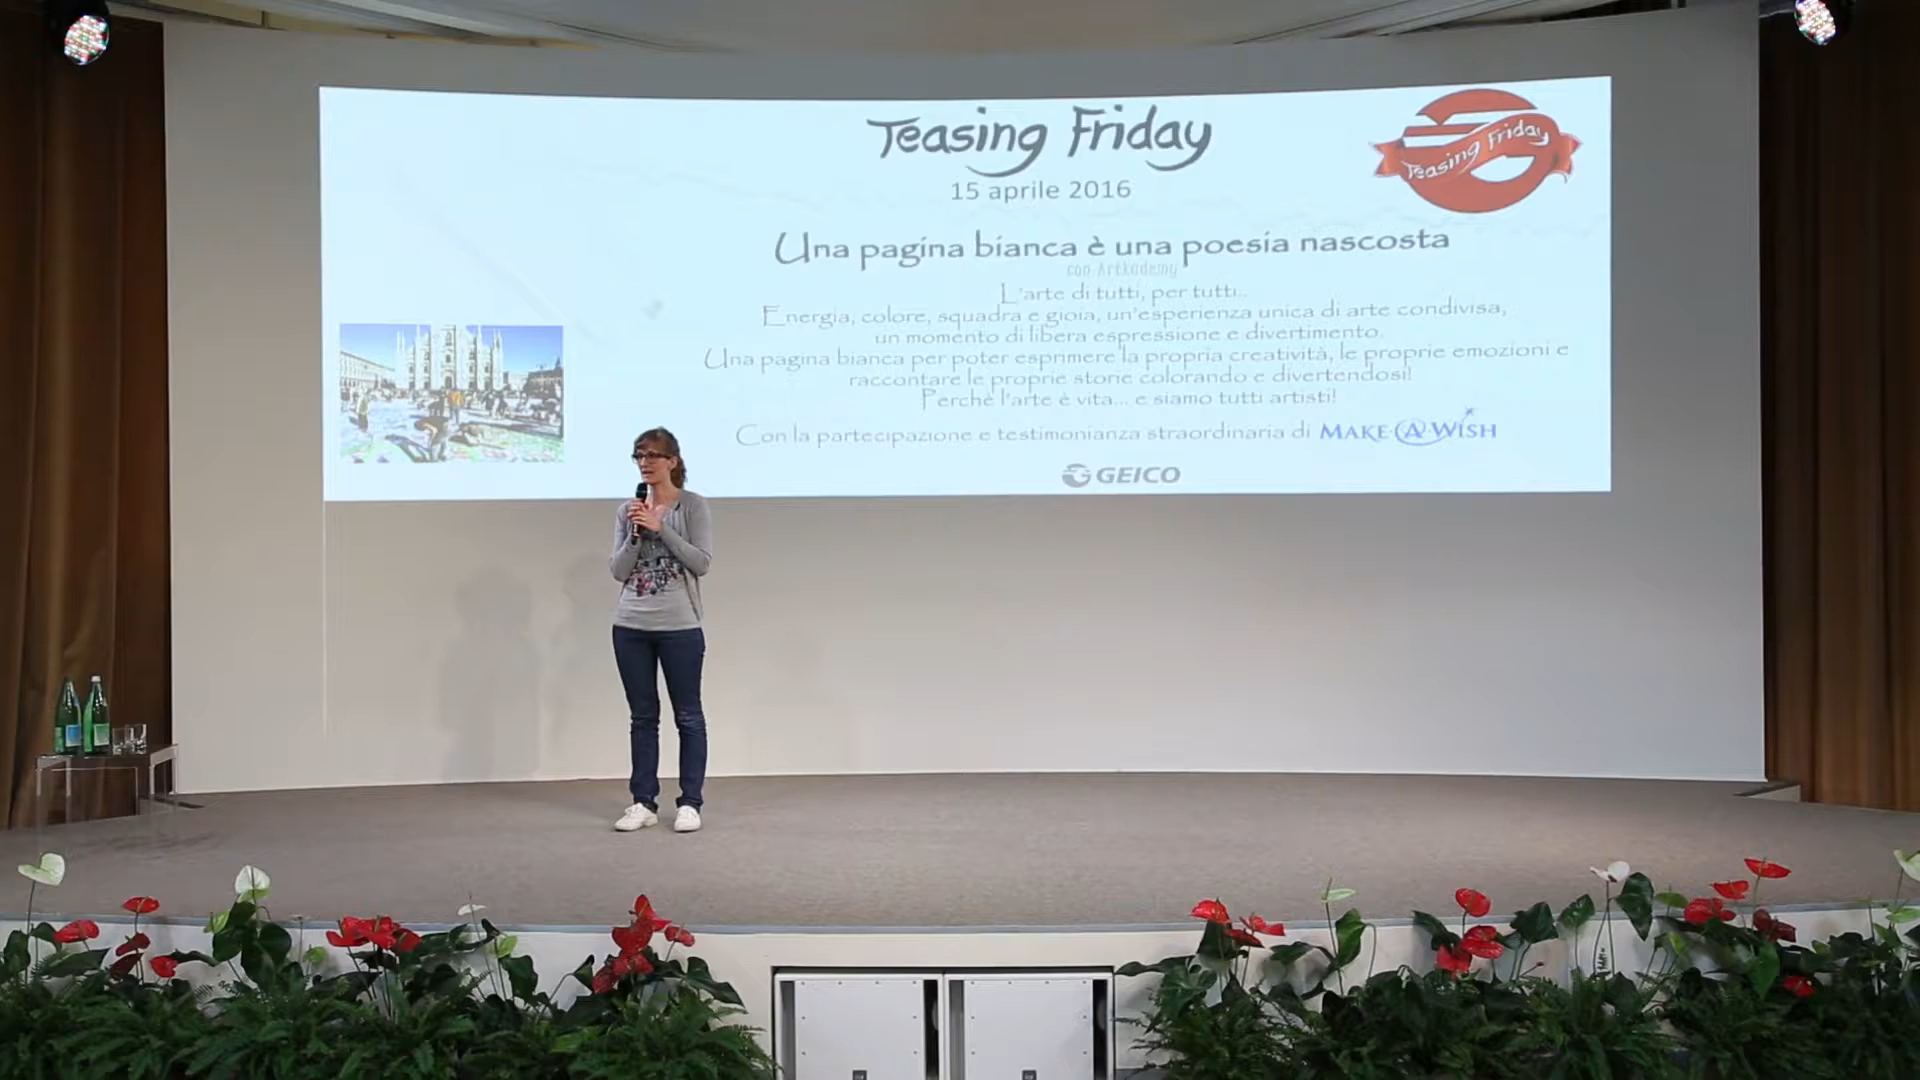 Teasing Friday
Teasing Friday
15 aprile 2016
Una pagina bianca è una poesia nascosta
con Artkademy
L'arte di tutti, per tutti..
Energia, colore, squadra e gioia, un'esperienza unica di arte condivisa,
un momento di libera espressione e divertimento.
Una pagina bianca per poter esprimere la propria creatività, le proprie emozioni e
raccontare le proprie storie colorando e divertendosi!
Perchè l'arte è vita... e siamo tutti artisti!
Con la partecipazione e testimonianza straordinaria di MAKE-A-WISH
GEICO